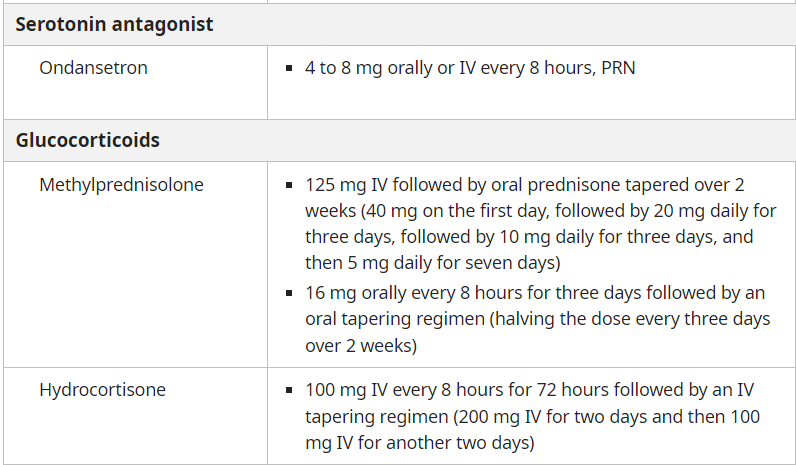 Serotonin antagonist
Ondansetron
▪ 4 to 8 mg orally or IV every 8 hours, PRN
Glucocorticoids
Methylprednisolone
▪ 125 mg IV followed by oral prednisone tapered over 2
weeks (40 mg on the first day, followed by 20 mg daily for
three days, followed by 10 mg daily for three days, and
then 5 mg daily for seven days)
▪ 16 mg orally every 8 hours for three days followed by an
oral tapering regimen (halving the dose every three days
over 2 weeks)
Hydrocortisone
▪ 100 mg IV every 8 hours for 72 hours followed by an IV
tapering regimen (200 mg IV for two days and then 100
mg IV for another two days)